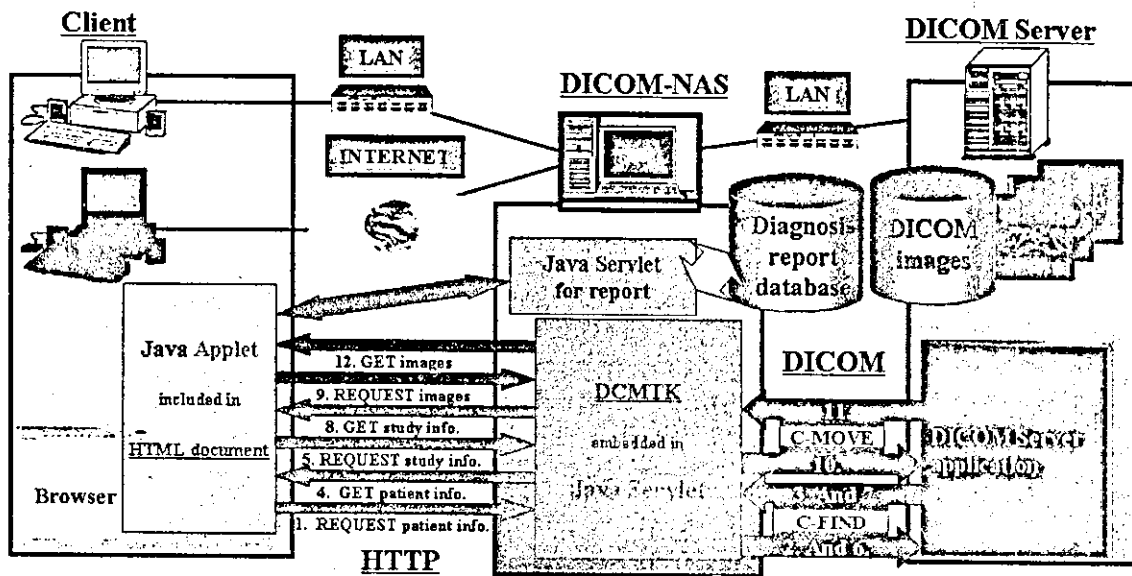 Client
DICOM Server
LAN
DICOM-NAS
LAN
INTERNET
Diagnosis
report
database
DICOM
images
Java Servlet
for report
Java Applet
included in
HTML document
Browser
12. GET images
9. REQUEST images
8. GET study info.
5. REQUEST study info.
4. GET patient info.
1. REQUEST patient info.
HTTP
DCMTK
embedded in
Java Servlet
DICOM
11.
C-MOVE
10.
3. And 7.
C-FIND
2. And 6.
DICOM Server
application